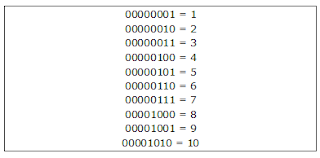 00000001 = 1
00000010 = 2
00000011 = 3
00000100 = 4
00000101 = 5
00000110 = 6
00000111 = 7
00001000 = 8
00001001 = 9
00001010 = 10